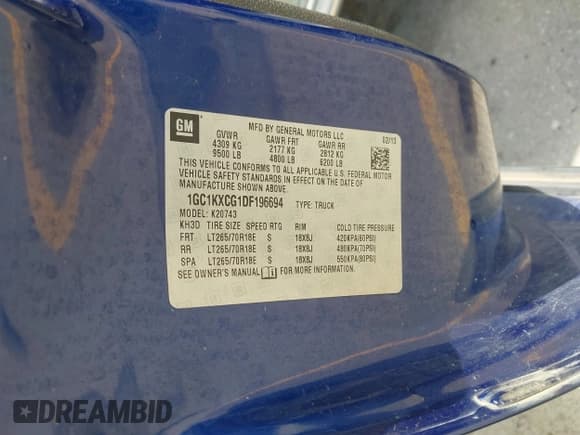 GM
MFD BY GENERAL MOTORS LLC
02/13
GVWR GAWR FRT GAWR RR
4309 KG 2177 KG 2812 KG
9500 LB 4800 LB 6200 LB
THIS VEHICLE CONFORMS TO ALL APPLICABLE U.S. FEDERAL MOTOR
VEHICLE SAFETY STANDARDS IN EFFECT ON THE DATE OF
MANUFACTURE SHOWN ABOVE.
1GC1KXCG1DF196694 TYPE: TRUCK
MODEL: K20743
KH3D TIRE SIZE SPEED RTG RIM COLD TIRE PRESSURE
FRT LT265/70R18E S 18X8J 420KPA(60PSI)
RR LT265/70R18E S 18X8J 480KPA(70PSI)
SPA LT265/70R18E S 18X8J 550KPA(80PSI)
SEE OWNER'S MANUAL FOR MORE INFORMATION.
DREAMBID